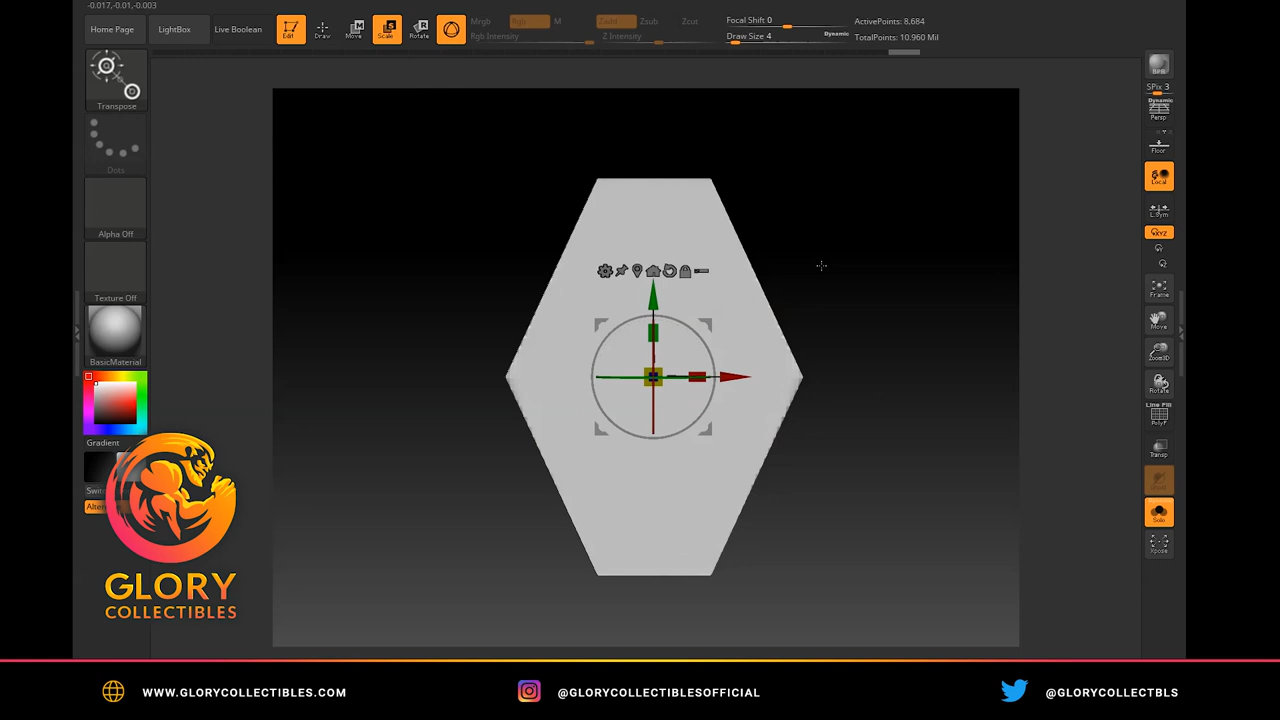 -0.017,-0.01,-0.003
Home Page
LightBox
Live Boolean
Edit
Draw
Move
Scale
Rotate
Mrgb
Rgb
M
Rgb Intensity
Zadd
Zsub
Zcut
Z Intensity
Focal Shift 0
Draw Size 4
Dynamic
ActivePoints: 8,684
TotalPoints: 10.960 Mil
Transpose
Dots
Alpha Off
Texture Off
BasicMaterial
Gradient
Swit
Alter
BPR
SPix 3
Dynamic
Persp
Floor
Local
L.Sym
XYZ
Frame
Move
Zoom3D
Rotate
Line Fill
PolyF
Transp
Solo
Xpose
GLORY
COLLECTIBLES
WWW.GLORYCOLLECTIBLES.COM
@GLORYCOLLECTIBLESOFFICIAL
@GLORYCOLLECTBLS